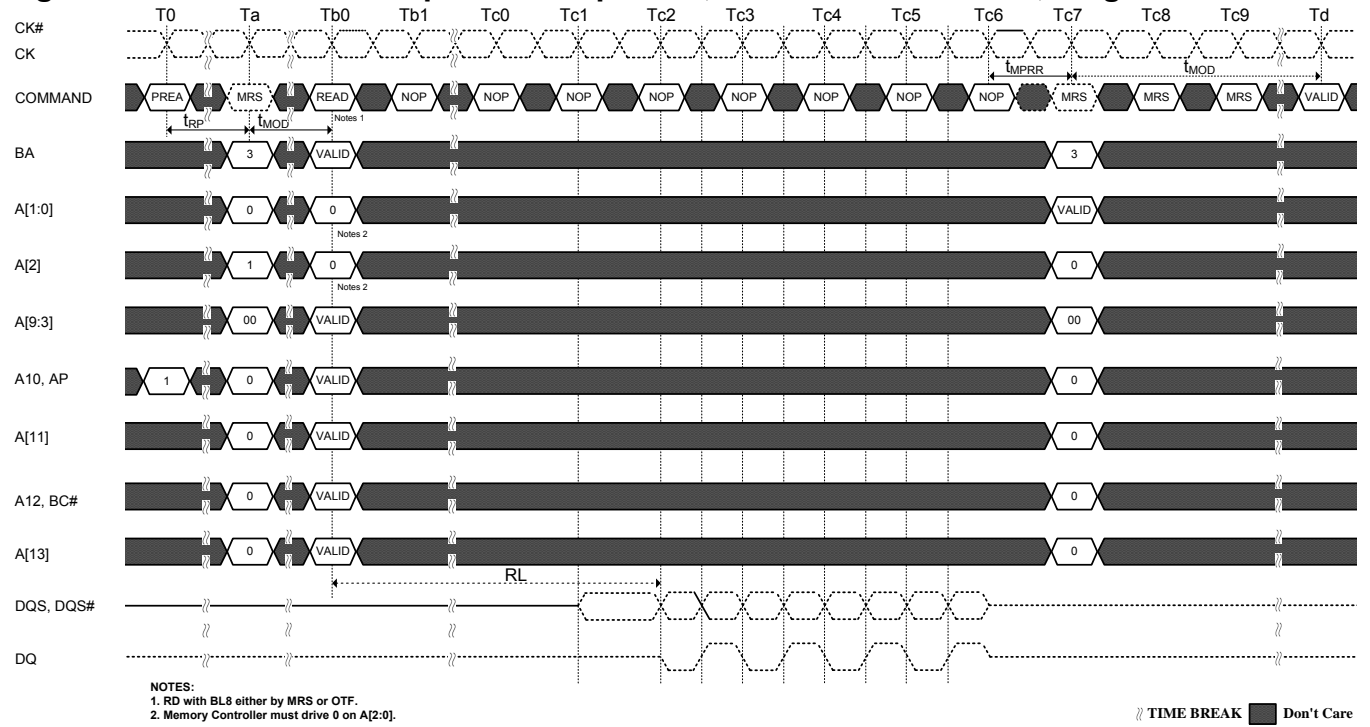 T0 Ta Tb0 Tb1 Tc0 Tc1 Tc2 Tc3 Tc4 Tc5 Tc6 Tc7 Tc8 Tc9 Td
CK#
CK
tMPRR tMOD
COMMAND PREA MRS READ NOP NOP NOP NOP NOP NOP NOP NOP MRS MRS MRS VALID
Notes 1
tRP tMOD
BA 3 VALID 3
A[1:0] 0 0 VALID
Notes 2
A[2] 1 0 0
Notes 2
A[9:3] 00 VALID 00
A10, AP 1 0 VALID 0
A[11] 0 VALID 0
A12, BC# 0 VALID 0
A[13] 0 VALID 0
RL
DQS, DQS#
DQ
NOTES:
1. RD with BL8 either by MRS or OTF.
2. Memory Controller must drive 0 on A[2:0].
TIME BREAK Don't Care